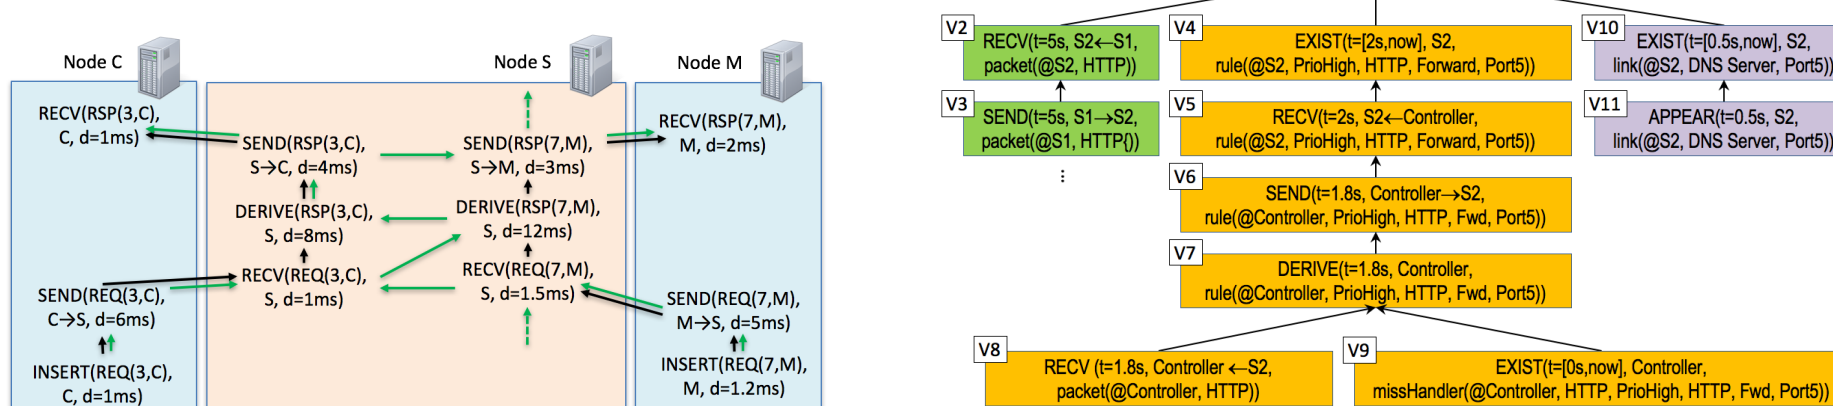 Node C
Node S
Node M
RECV(RSP(3,C),
C, d=1ms)
SEND(RSP(3,C),
S→C, d=4ms)
SEND(RSP(7,M),
S→M, d=3ms)
RECV(RSP(7,M),
M, d=2ms)
DERIVE(RSP(3,C),
S, d=8ms)
DERIVE(RSP(7,M),
S, d=12ms)
RECV(REQ(3,C),
S, d=1ms)
RECV(REQ(7,M),
S, d=1.5ms)
SEND(REQ(3,C),
C→S, d=6ms)
SEND(REQ(7,M),
M→S, d=5ms)
INSERT(REQ(3,C),
C, d=1ms)
INSERT(REQ(7,M),
M, d=1.2ms)
V2
RECV(t=5s, S2←S1,
packet(@S2, HTTP))
V4
EXIST(t=[2s,now], S2,
rule(@S2, PrioHigh, HTTP, Forward, Port5))
V10
EXIST(t=[0.5s,now], S2,
link(@S2, DNS Server, Port5))
V3
SEND(t=5s, S1→S2,
packet(@S1, HTTP{))
⋮
V5
RECV(t=2s, S2←Controller,
rule(@S2, PrioHigh, HTTP, Forward, Port5))
V11
APPEAR(t=0.5s, S2,
link(@S2, DNS Server, Port5))
V6
SEND(t=1.8s, Controller→S2,
rule(@Controller, PrioHigh, HTTP, Fwd, Port5))
V7
DERIVE(t=1.8s, Controller,
rule(@Controller, PrioHigh, HTTP, Fwd, Port5))
V8
RECV (t=1.8s, Controller ←S2,
packet(@Controller, HTTP))
V9
EXIST(t=[0s,now], Controller,
missHandler(@Controller, HTTP, PrioHigh, HTTP, Fwd, Port5))